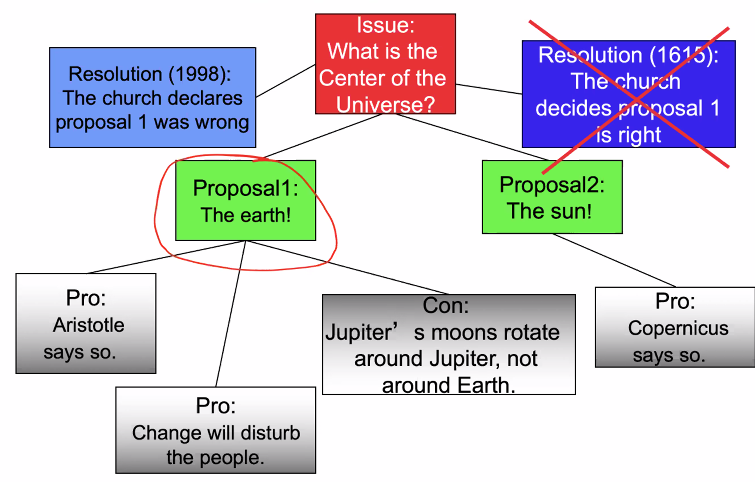 Issue:
What is the
Center of the
Universe?
Resolution (1998):
The church declares
proposal 1 was wrong
Resolution (1615):
The church
decides proposal 1
is right
Proposal1:
The earth!
Proposal2:
The sun!
Pro:
Aristotle
says so.
Pro:
Change will disturb
the people.
Con:
Jupiter’ s moons rotate
around Jupiter, not
around Earth.
Pro:
Copernicus
says so.